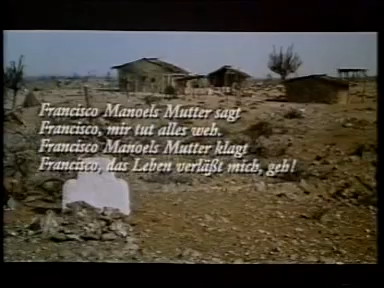 Francisco Manoels Mutter sagt
Francisco, mir tut alles weh.
Francisco Manoels Mutter klagt
Francisco, das Leben verläßt mich, geh!